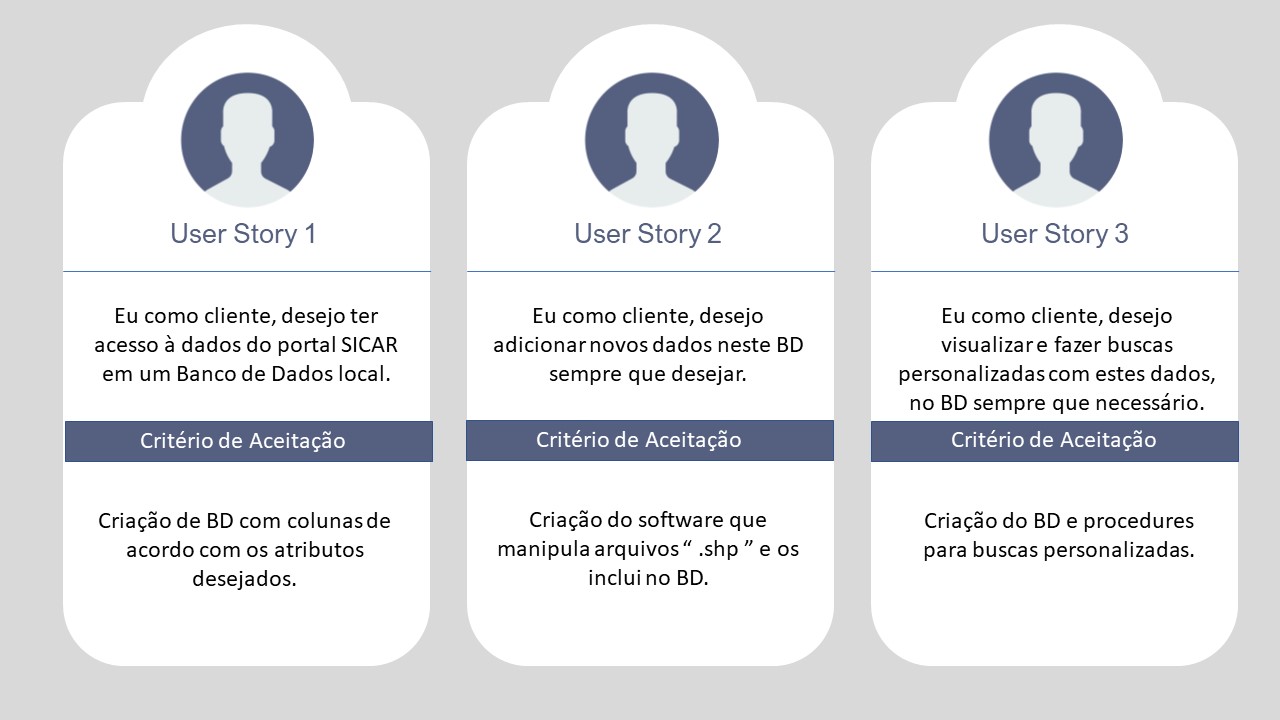 User Story 1
Eu como cliente, desejo ter
acesso à dados do portal SICAR
em um Banco de Dados local.
Critério de Aceitação
Criação de BD com colunas de
acordo com os atributos
desejados.
User Story 2
Eu como cliente, desejo
adicionar novos dados neste BD
sempre que desejar.
Critério de Aceitação
Criação do software que
manipula arquivos “ .shp ” e os
inclui no BD.
User Story 3
Eu como cliente, desejo
visualizar e fazer buscas
personalizadas com estes dados,
no BD sempre que necessário.
Critério de Aceitação
Criação do BD e procedures
para buscas personalizadas.